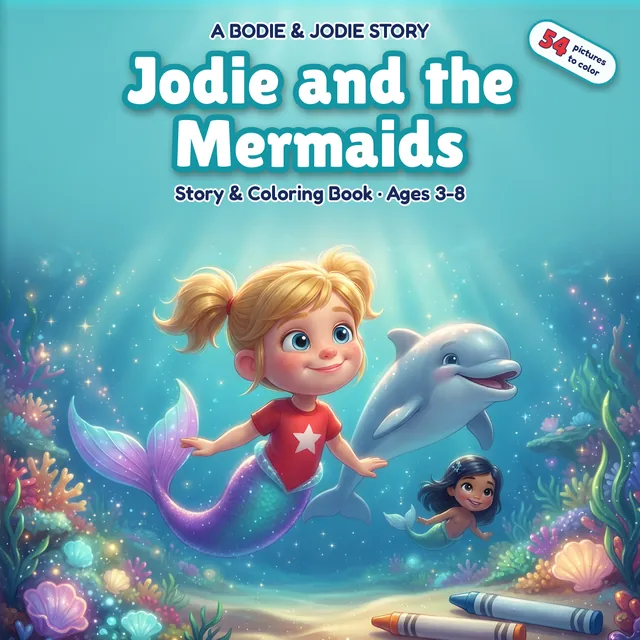 A BODIE & JODIE STORY
54 pictures
to color
Jodie and the
Mermaids
Story & Coloring Book · Ages 3-8